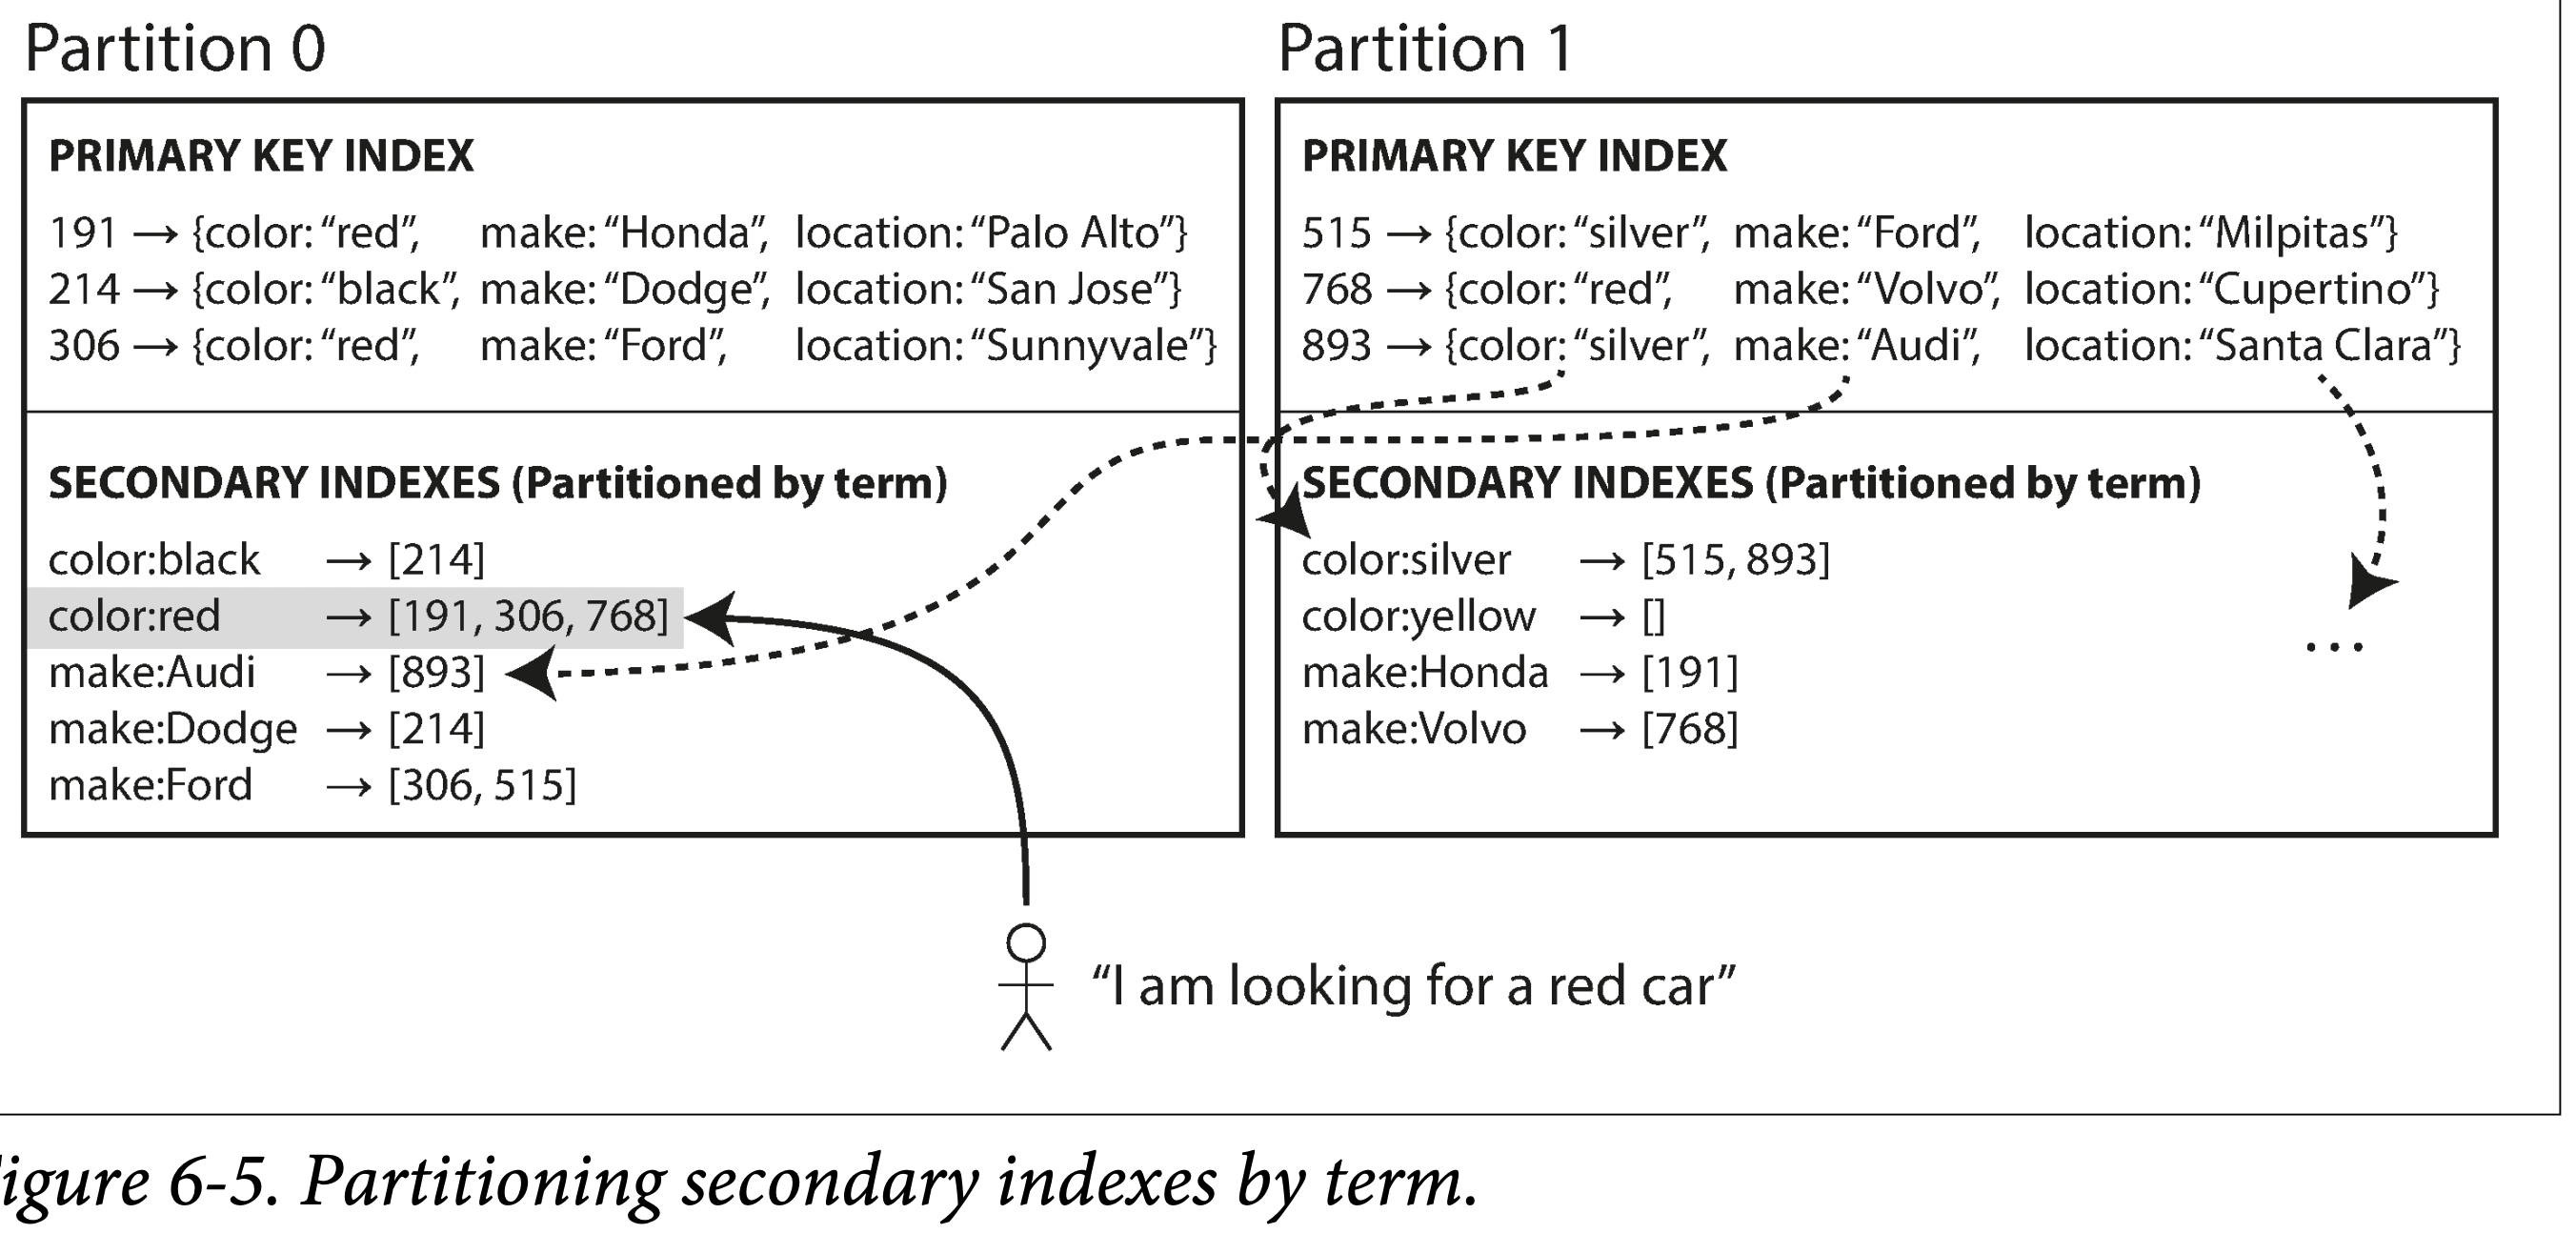 Partition 0
PRIMARY KEY INDEX
191 → {color: “red”, make: “Honda”, location: “Palo Alto”}
214 → {color: “black”, make: “Dodge”, location: “San Jose”}
306 → {color: “red”, make: “Ford”, location: “Sunnyvale”}
SECONDARY INDEXES (Partitioned by term)
color:black → [214]
color:red → [191, 306, 768]
make:Audi → [893]
make:Dodge → [214]
make:Ford → [306, 515]
Partition 1
PRIMARY KEY INDEX
515 → {color: “silver”, make: “Ford”, location: “Milpitas”}
768 → {color: “red”, make: “Volvo”, location: “Cupertino”}
893 → {color: “silver”, make: “Audi”, location: “Santa Clara”}
SECONDARY INDEXES (Partitioned by term)
color:silver → [515, 893]
color:yellow → []
make:Honda → [191]
make:Volvo → [768]
...
“I am looking for a red car”
igure 6-5. Partitioning secondary indexes by term.